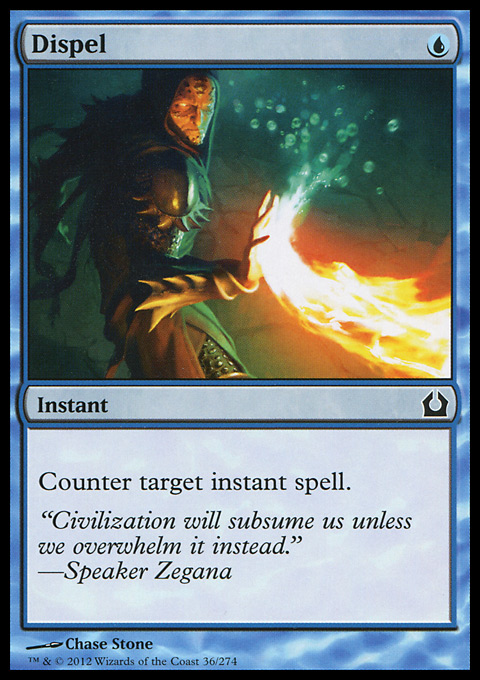 Dispel
Instant
Counter target instant spell.
“Civilization will subsume us unless
we overwhelm it instead.”
—Speaker Zegana
Chase Stone
™ & © 2012 Wizards of the Coast 36/274